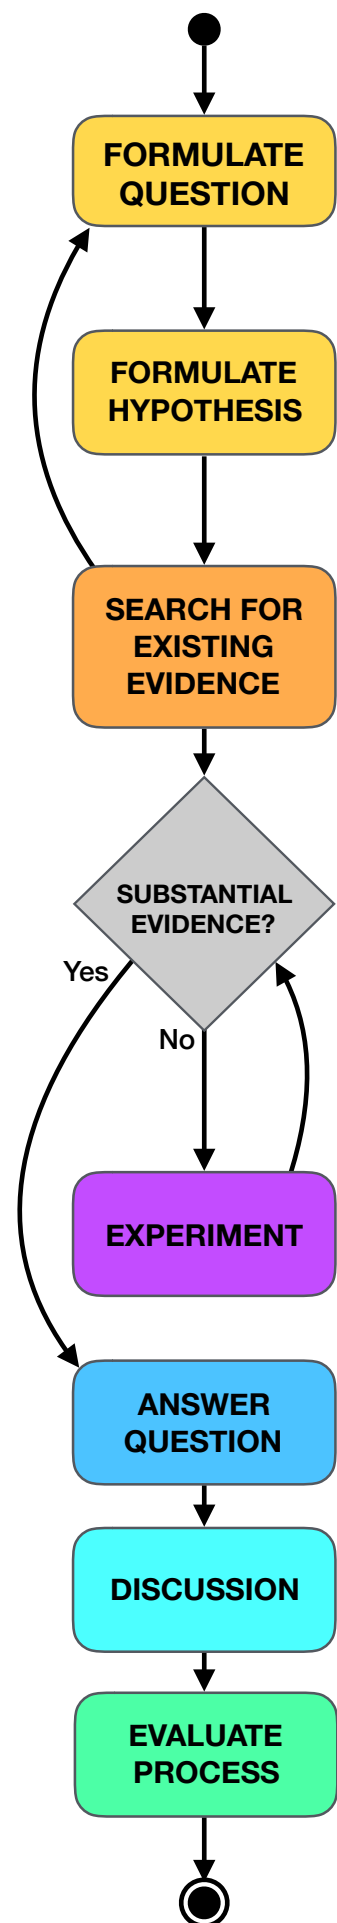 FORMULATE
QUESTION
FORMULATE
HYPOTHESIS
SEARCH FOR
EXISTING
EVIDENCE
SUBSTANTIAL
EVIDENCE?
Yes
No
EXPERIMENT
ANSWER
QUESTION
DISCUSSION
EVALUATE
PROCESS